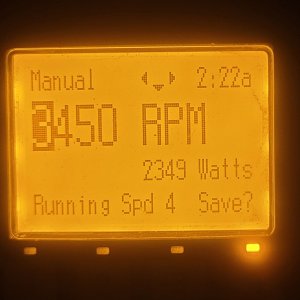 Manual 2:22a
3450 RPM
2349 Watts
Running Spd 4 Save?